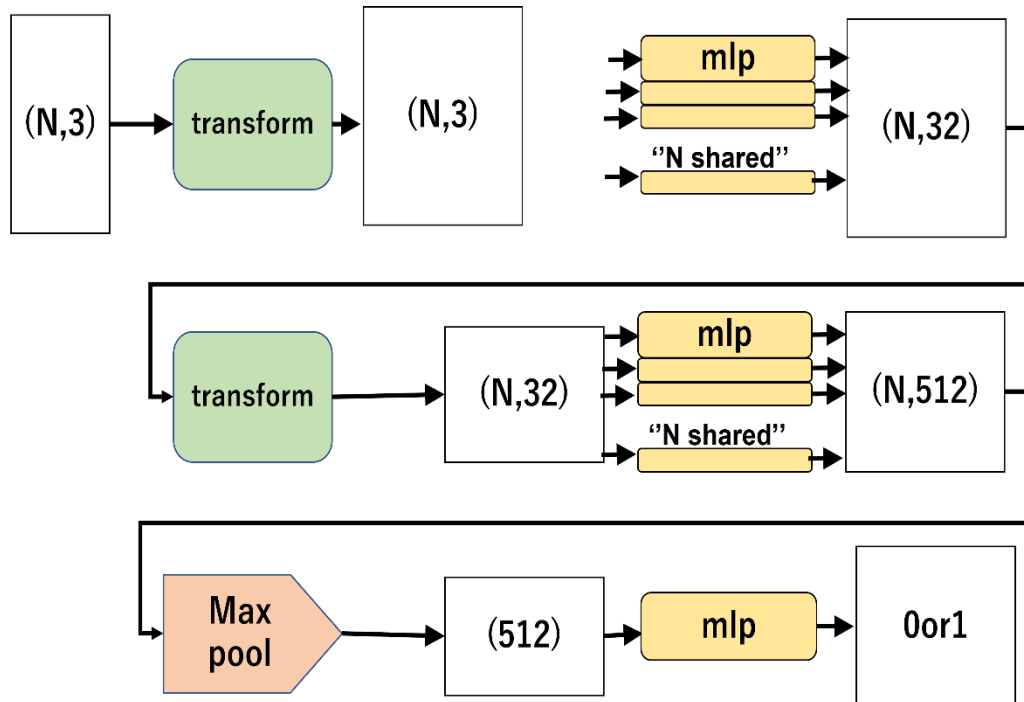 (N,3)
transform
(N,3)
mlp
‘‘N shared’’
(N,32)
transform
(N,32)
mlp
‘‘N shared’’
(N,512)
Max
pool
(512)
mlp
0or1